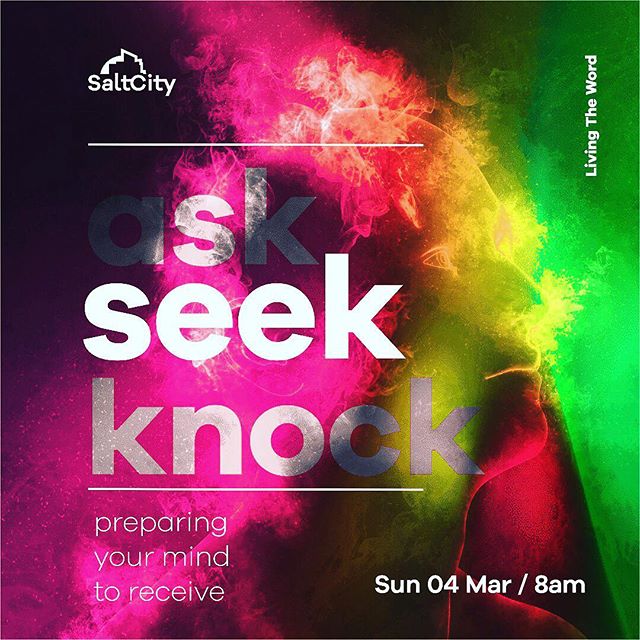 SaltCity
Living The Word
ask
seek
knock
preparing
your mind
to receive
Sun 04 Mar / 8am